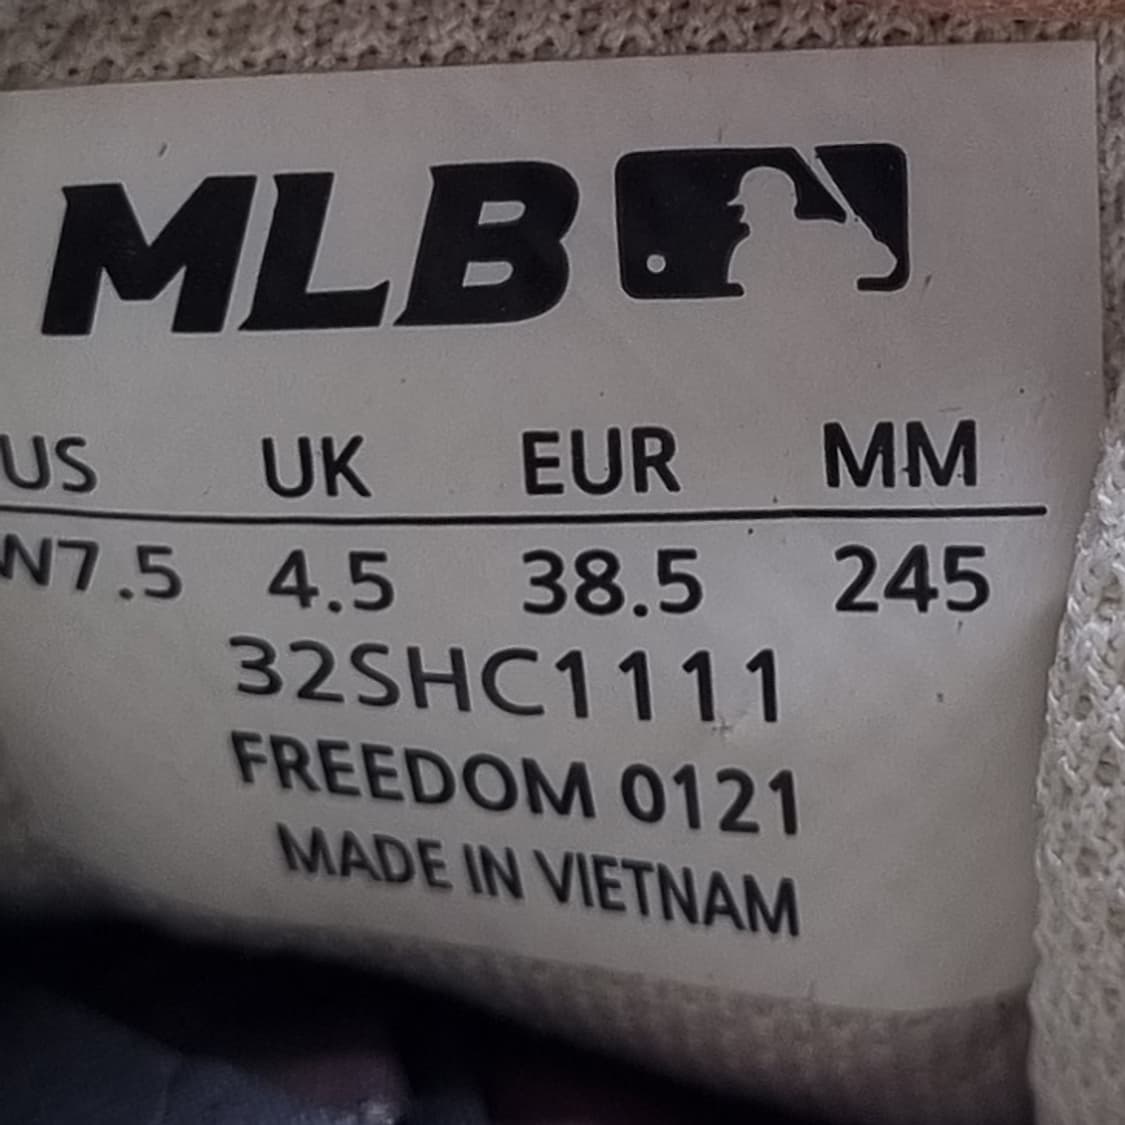 MLB
US UK EUR MM
W7.5 4.5 38.5 245
32SHC1111
FREEDOM 0121
MADE IN VIETNAM